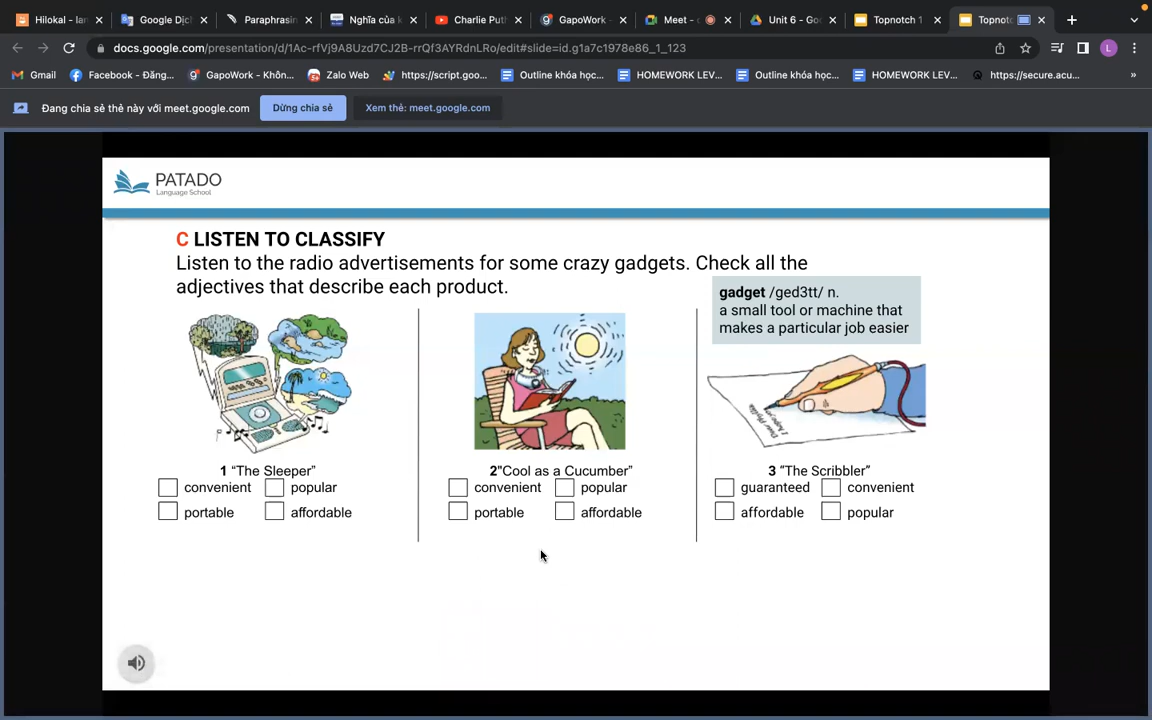 Hilokal - lan
Google Dịc
Paraphrasin
Nghĩa của
Charlie Put
GapoWork -
Meet -
Unit 6 - Goo
Topnotch 1
Topno
docs.google.com/presentation/d/1Ac-rfVj9A8Uzd7CJ2B-rrQf3AYRdnLRo/edit#slide=id.g1a7c1978e86_1_123
L
Gmail
Facebook - Đăng...
GapoWork - Khôn...
Zalo Web
https://script.goo...
Outline khóa học...
HOMEWORK LEV...
Outline khóa học...
HOMEWORK LEV...
https://secure.acu...
»
Đang chia sẻ thẻ này với meet.google.com
Dừng chia sẻ
Xem thẻ: meet.google.com
PATADO
Language School
C LISTEN TO CLASSIFY
Listen to the radio advertisements for some crazy gadgets. Check all the
adjectives that describe each product.
gadget /ged3tt/ n.
a small tool or machine that
makes a particular job easier
1 “The Sleeper”
convenient popular
portable affordable
2"Cool as a Cucumber”
convenient popular
portable affordable
3 “The Scribbler”
guaranteed convenient
affordable popular